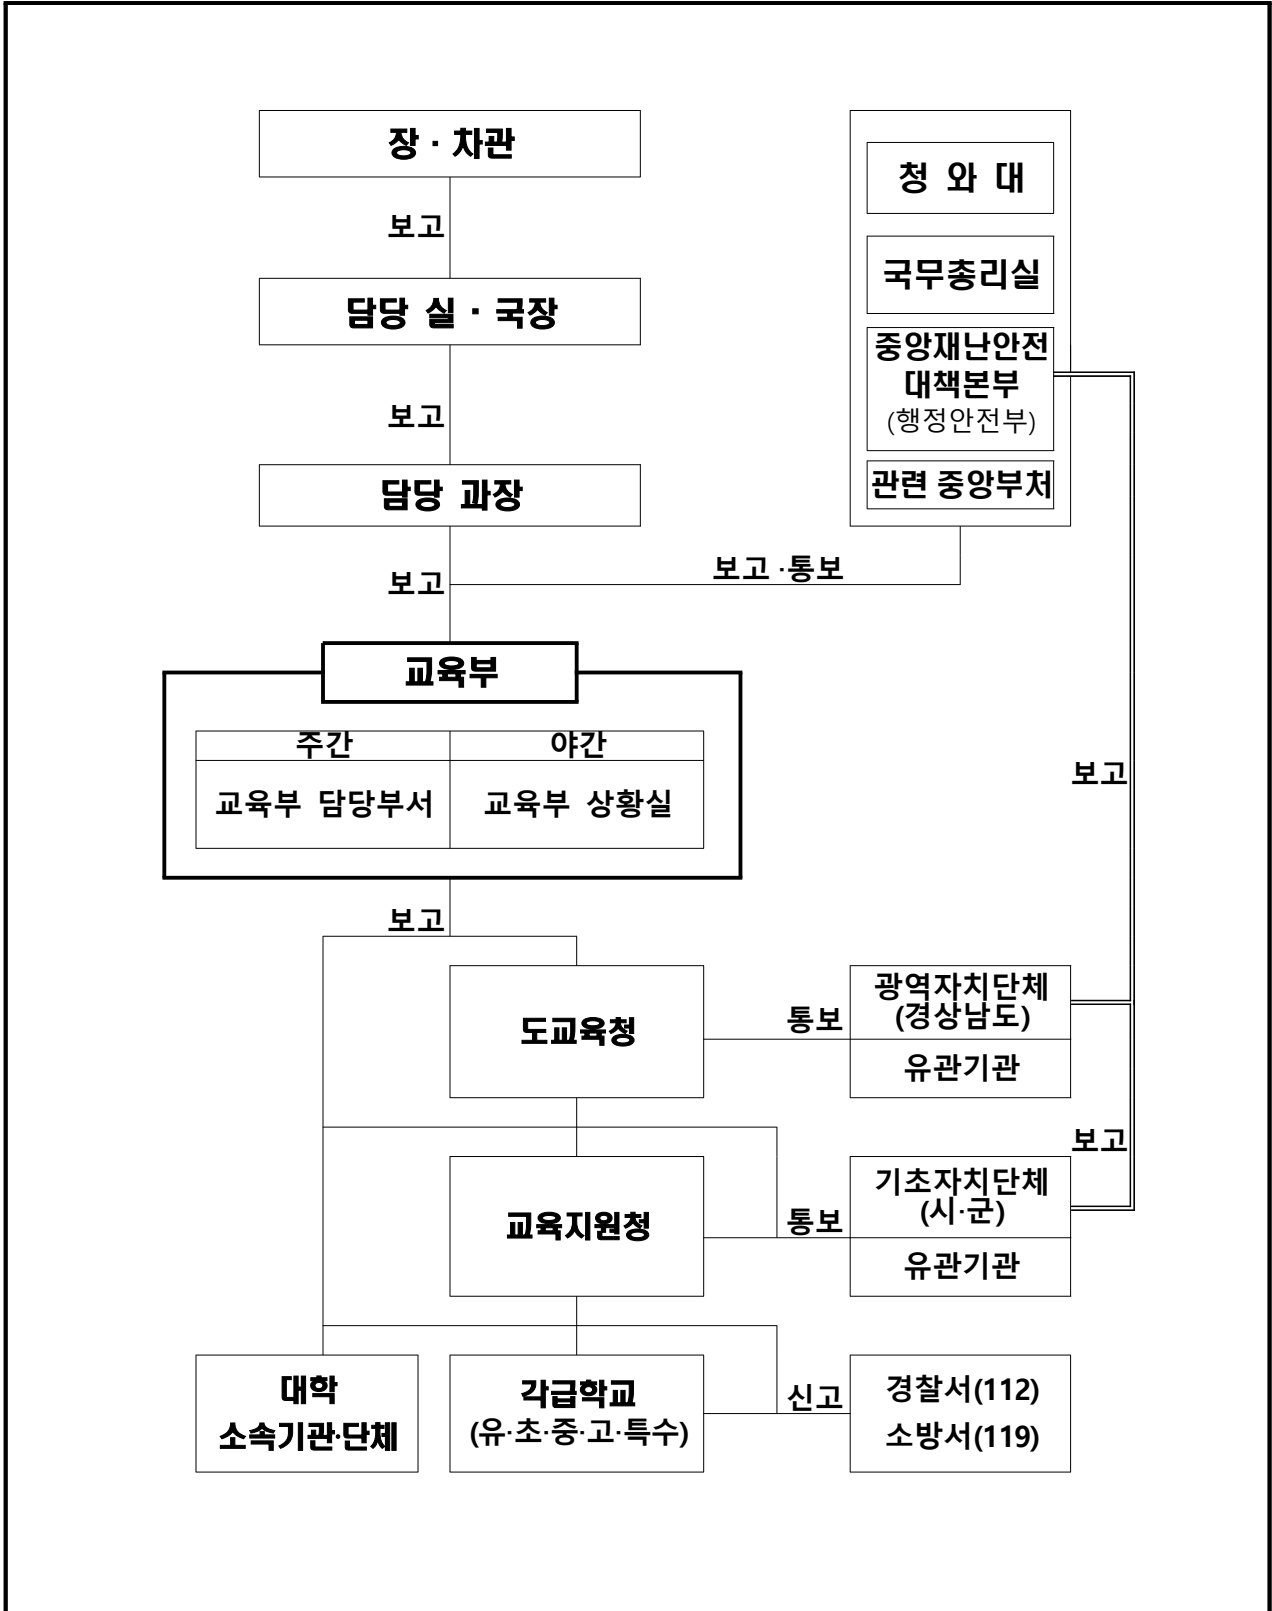 장 · 차관
청 와 대
보고
국무총리실
담당 실 · 국장
중앙재난안전
대책본부
(행정안전부)
보고
관련 중앙부처
담당 과장
보고 ·통보
보고
교육부
주간
야간
보고
교육부 담당부서
교육부 상황실
보고
광역자치단체
(경상남도)
도교육청
통보
유관기관
보고
기초자치단체
(시·군)
교육지원청
통보
유관기관
대학
소속기관·단체
각급학교
(유·초·중·고·특수)
신고
경찰서(112)
소방서(119)